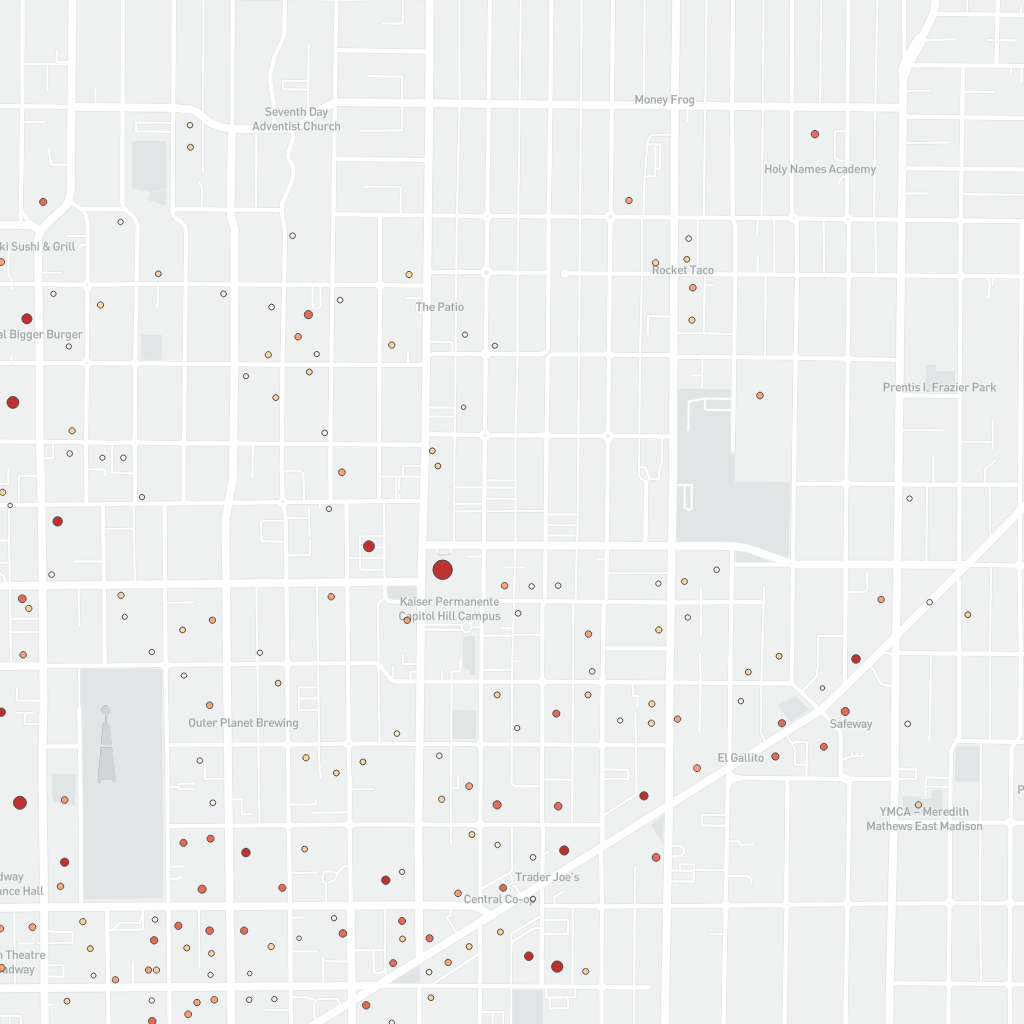 Money Frog
Seventh Day
Adventist Church
Holy Names Academy
ki Sushi & Grill
Rocket Taco
The Patio
al Bigger Burger
Prentis I. Frazier Park
Kaiser Permanente
Capitol Hill Campus
Outer Planet Brewing
Safeway
El Gallito
P
YMCA – Meredith
Mathews East Madison
dway
nce Hall
Trader Joe's
Central Co-op
n Theatre
adway